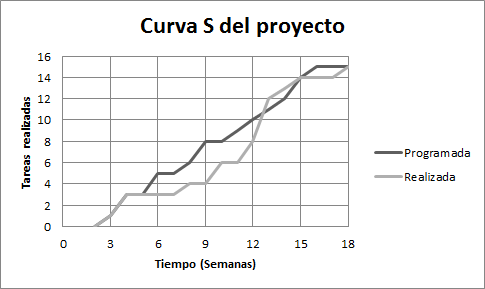 Curva S del proyecto
Tareas realizadas
16
14
12
10
8
6
4
2
0
0 3 6 9 12 15 18
Tiempo (Semanas)
Programada
Realizada